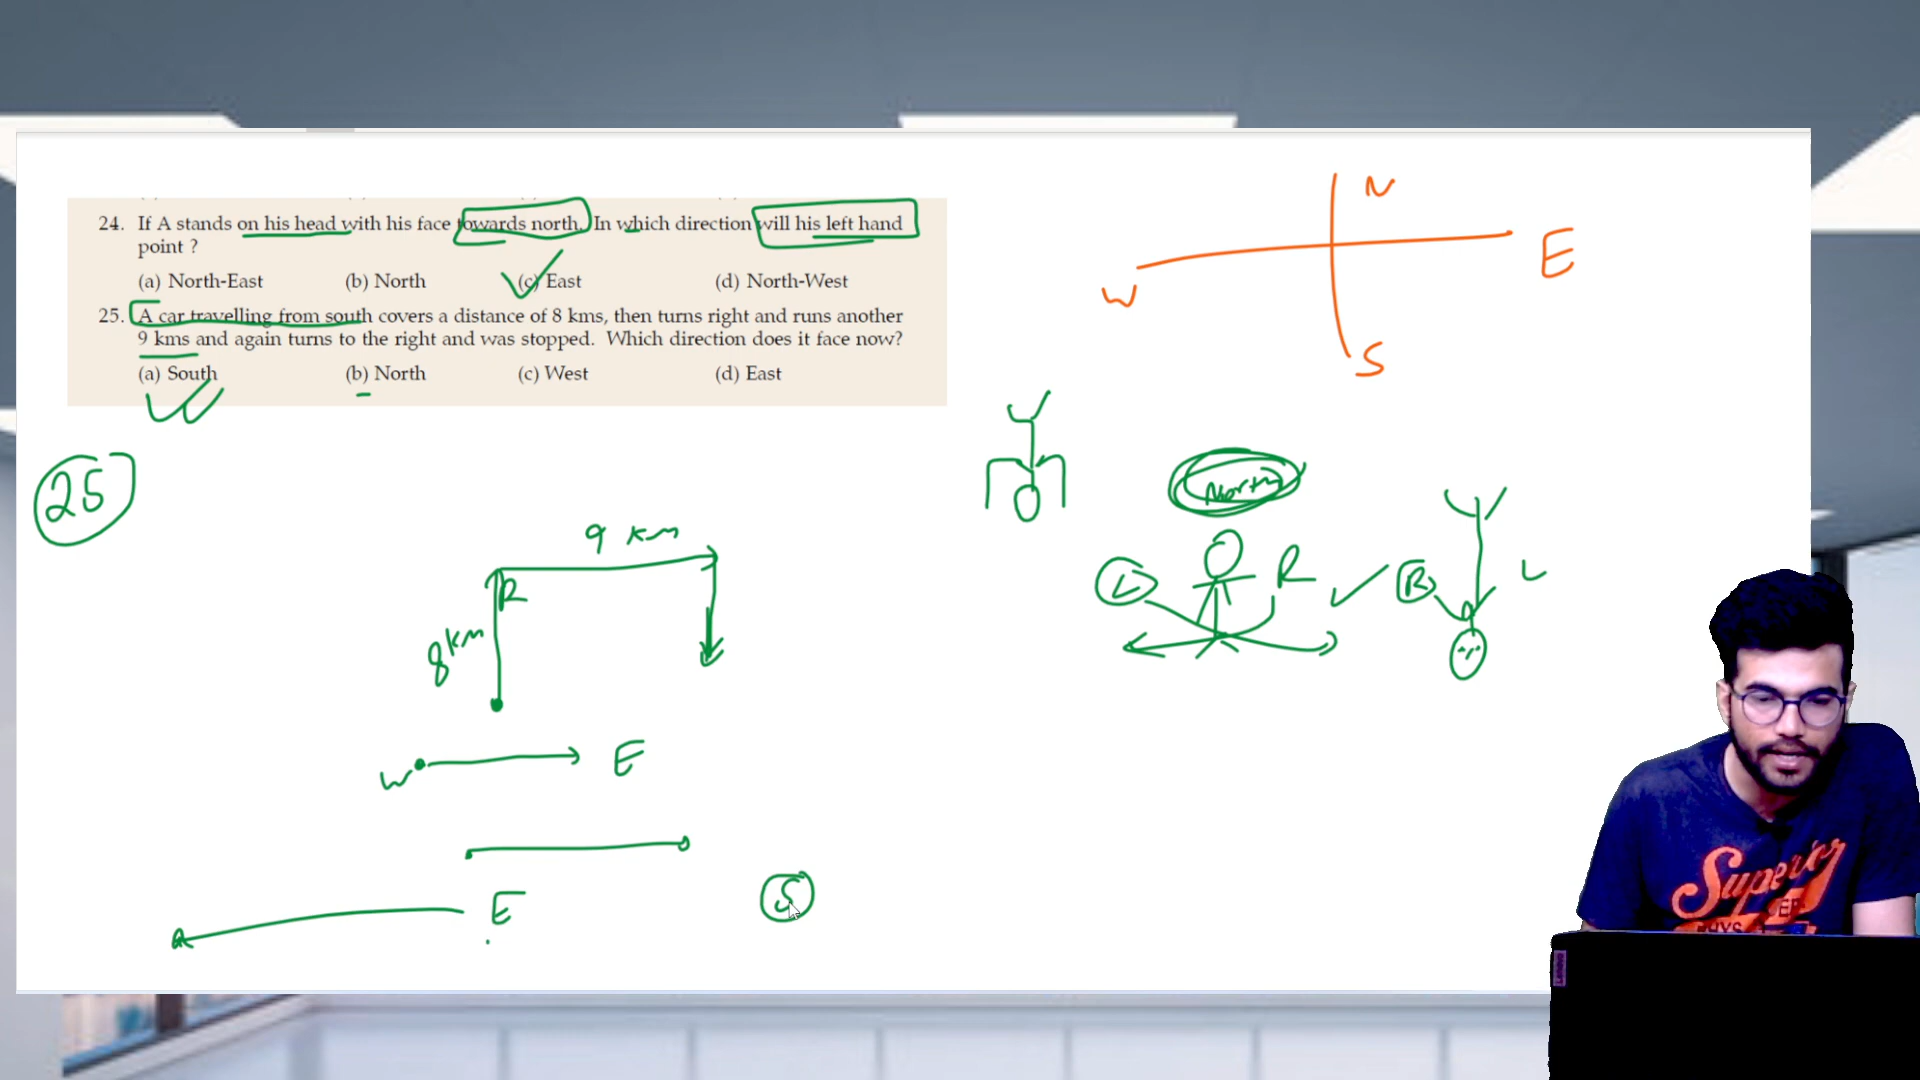 24. If A stands on his head with his face towards north. In which direction will his left hand
point ?
(a) North-East (b) North (c) East (d) North-West
25. A car travelling from south covers a distance of 8 kms, then turns right and runs another
9 kms and again turns to the right and was stopped. Which direction does it face now?
(a) South (b) North (c) West (d) East
N
E
W
S
25
9 km
R
8 km
W E
E
S
North
L R R L
Superior